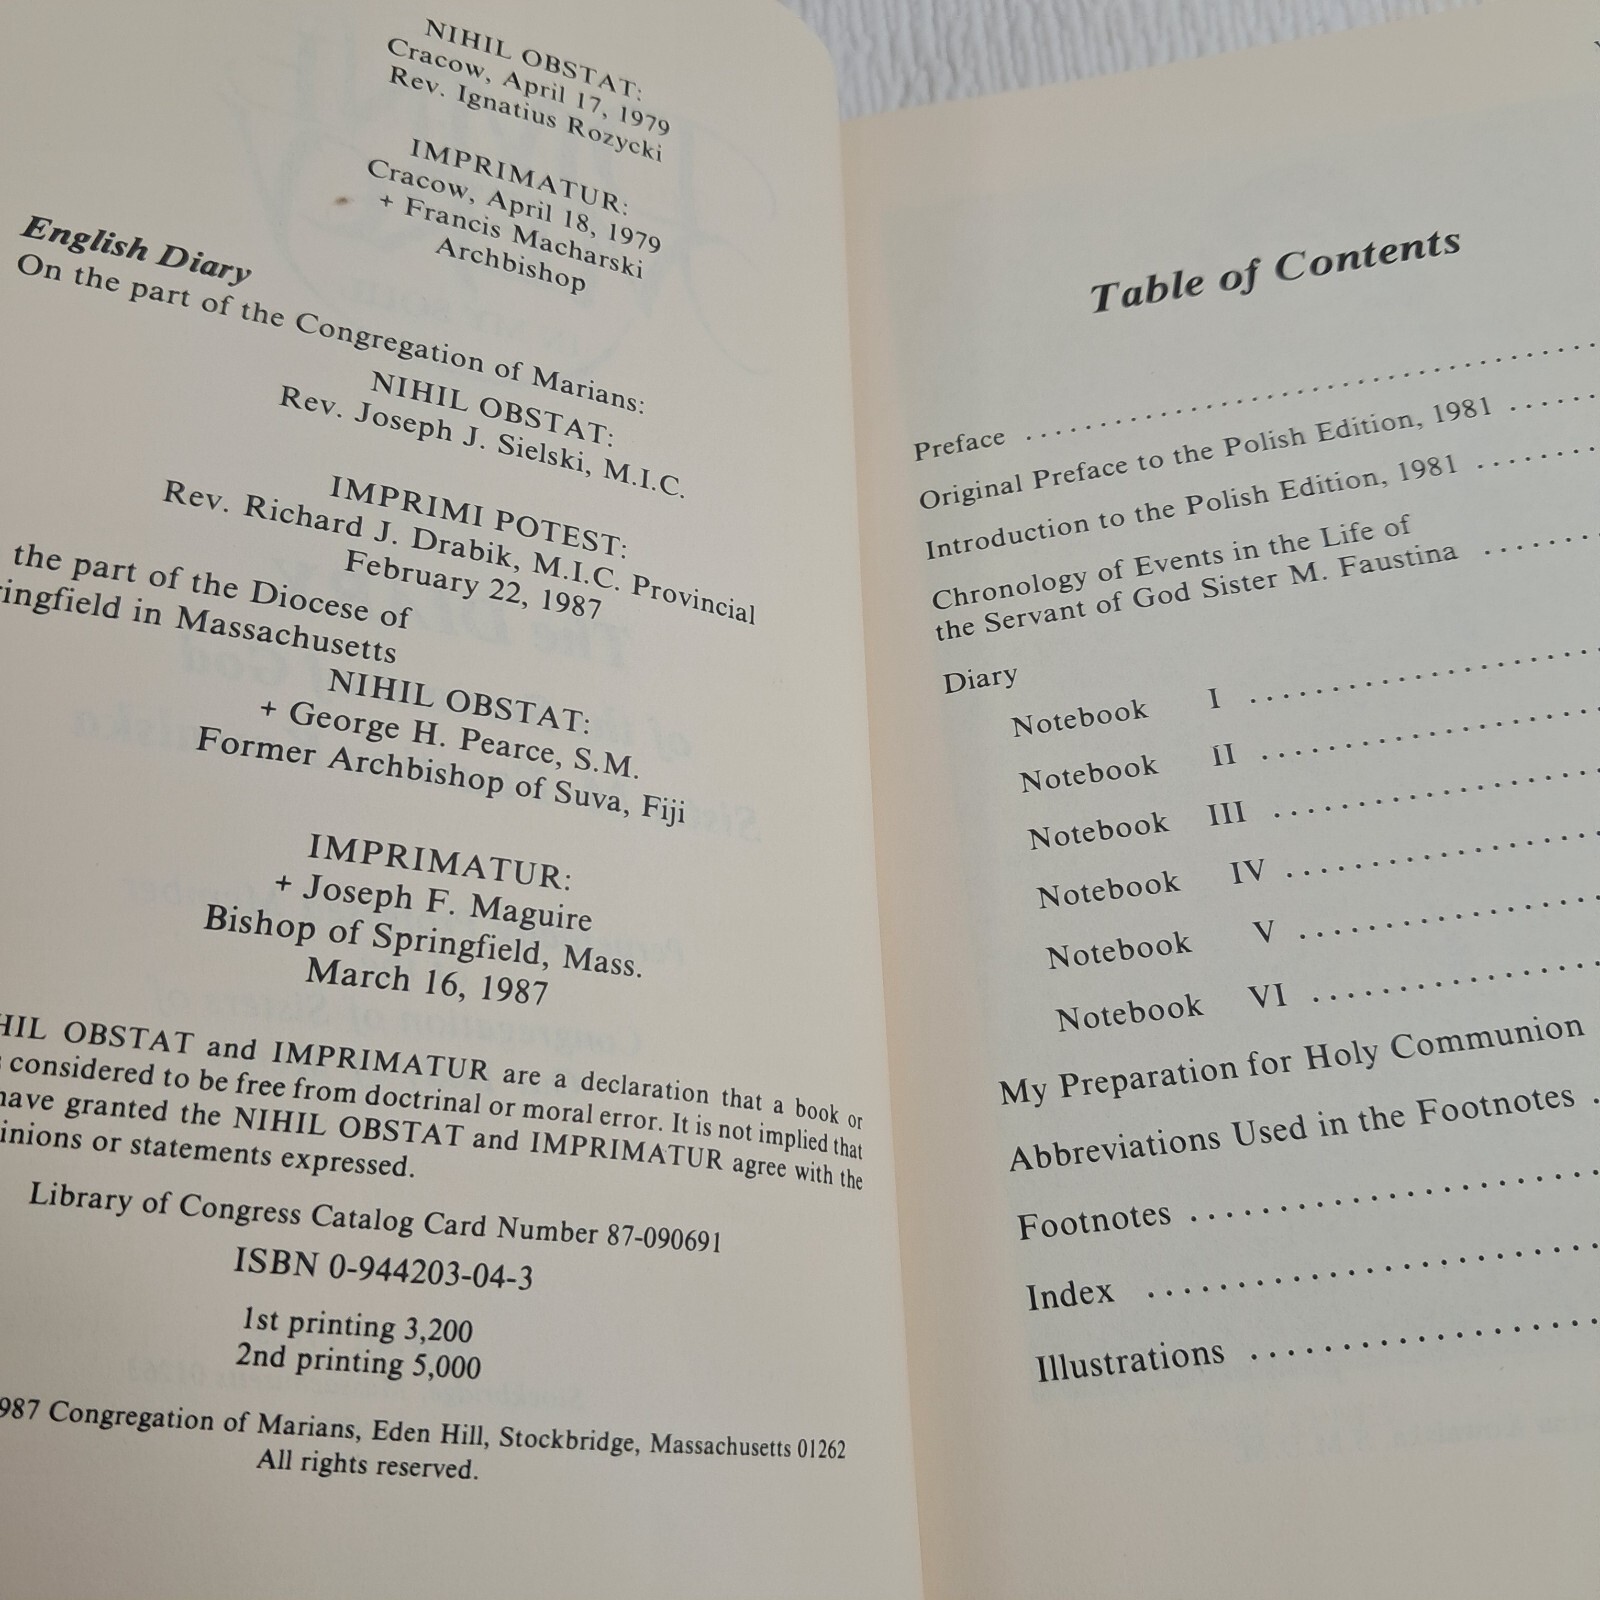 NIHIL OBSTAT:
Cracow, April 17, 1979
Rev. Ignatius Rozycki
IMPRIMATUR:
Cracow, April 18, 1979
+ Francis Macharski
Archbishop
English Diary
On the part of the Congregation of Marians:
NIHIL OBSTAT:
Rev. Joseph J. Sielski, M.I.C.
IMPRIMI POTEST:
Rev. Richard J. Drabik, M.I.C. Provincial
February 22, 1987
the part of the Diocese of
ringfield in Massachusetts
NIHIL OBSTAT:
+ George H. Pearce, S.M.
Former Archbishop of Suva, Fiji
IMPRIMATUR:
+ Joseph F. Maguire
Bishop of Springfield, Mass.
March 16, 1987
HIL OBSTAT and IMPRIMATUR are a declaration that a book or
considered to be free from doctrinal or moral error. It is not implied that
have granted the NIHIL OBSTAT and IMPRIMATUR agree with the
inions or statements expressed.
Library of Congress Catalog Card Number 87-090691
ISBN 0-944203-04-3
1st printing 3,200
2nd printing 5,000
987 Congregation of Marians, Eden Hill, Stockbridge, Massachusetts 01262
All rights reserved.
Table of Contents
Preface ..............................
Original Preface to the Polish Edition, 1981 ......
Introduction to the Polish Edition, 1981 ........
Chronology of Events in the Life of
the Servant of God Sister M. Faustina ........
Diary
Notebook I ........................
Notebook II .......................
Notebook III ......................
Notebook IV ......................
Notebook V .....................
Notebook VI ....................
My Preparation for Holy Communion
Abbreviations Used in the Footnotes .
Footnotes .......................
Index .........................
Illustrations ...................